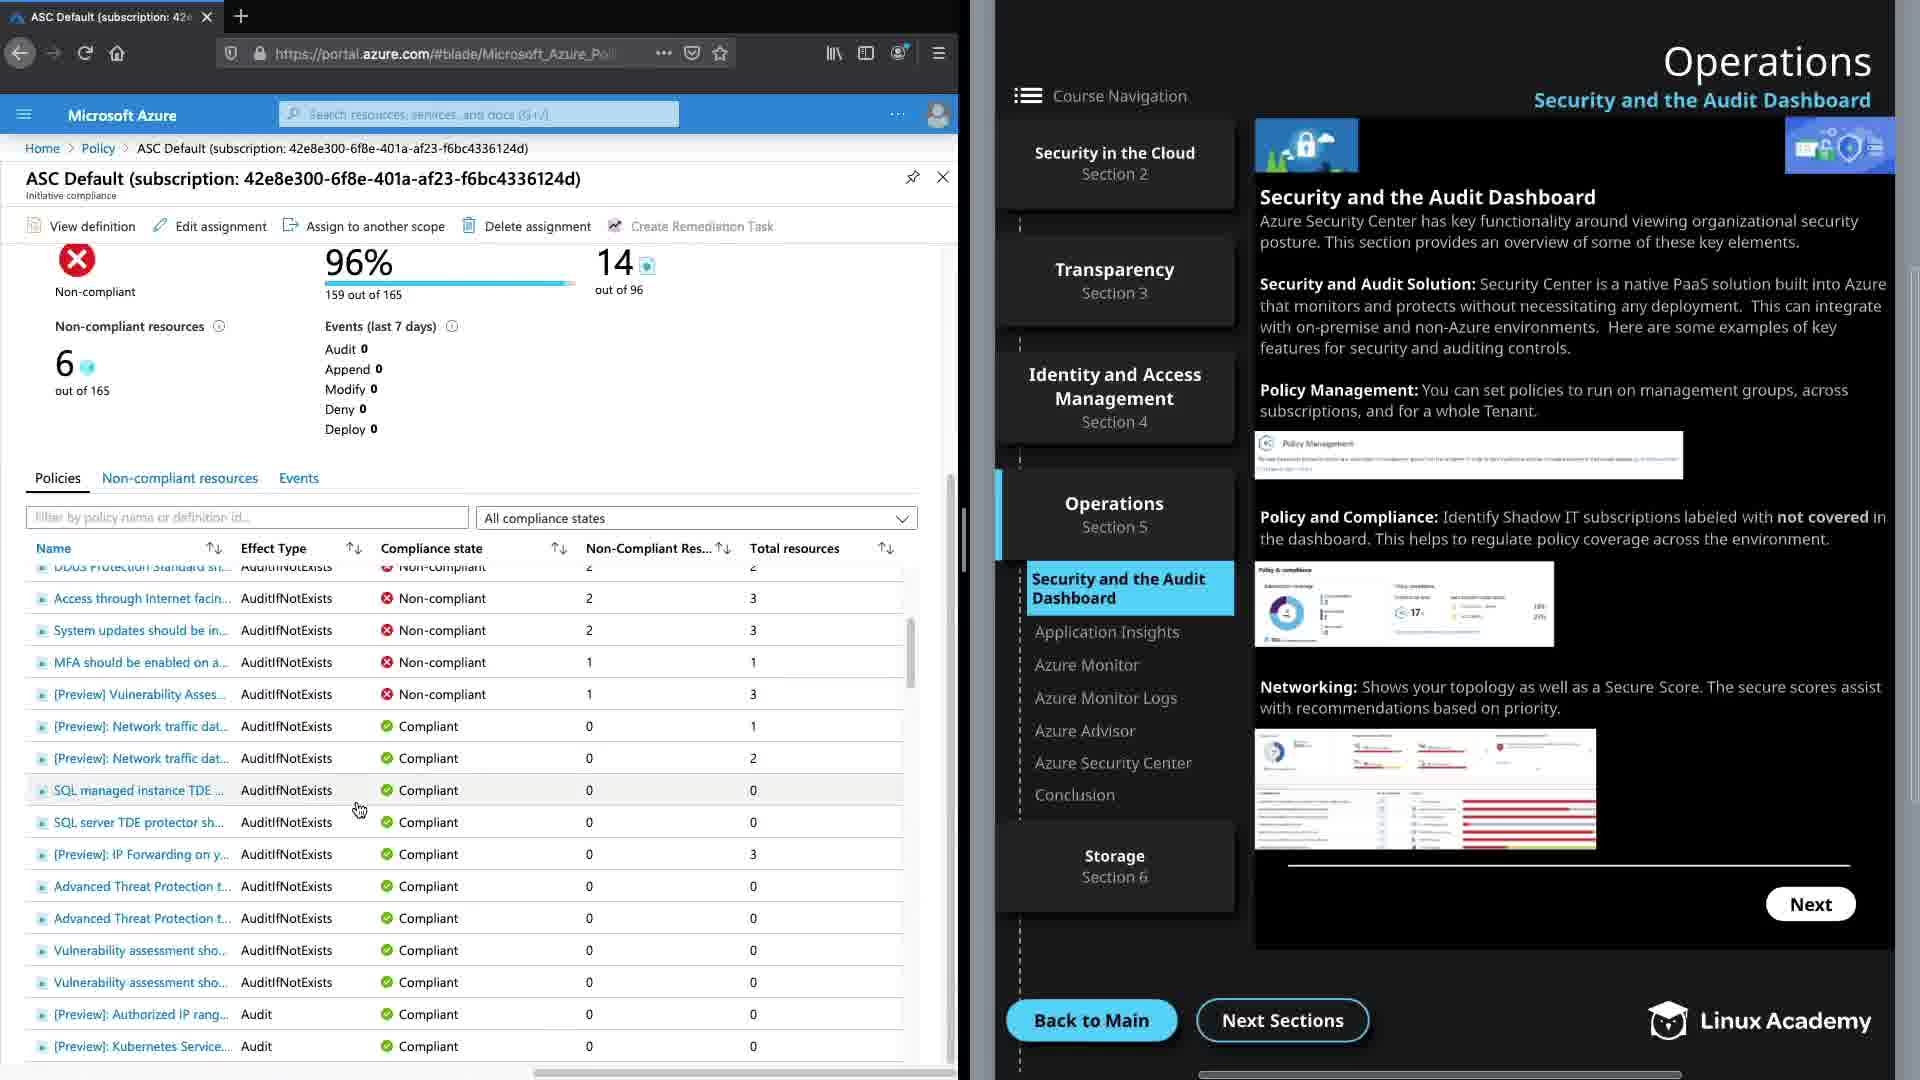 ASC Default (subscription: 42e
https://portal.azure.com/#blade/Microsoft_Azure_Po
Microsoft Azure
Search resources, services, and docs (G+/)
Home > Policy > ASC Default (subscription: 42e8e300-6f8e-401a-af23-f6bc4336124d)
ASC Default (subscription: 42e8e300-6f8e-401a-af23-f6bc4336124d)
Initiative compliance
View definition Edit assignment Assign to another scope Delete assignment Create Remediation Task
96% 14
Non-compliant 159 out of 165 out of 96
Non-compliant resources Events (last 7 days)
Audit 0
6 Append 0
out of 165 Modify 0
Deny 0
Deploy 0
Policies Non-compliant resources Events
Filter by policy name or definition id...
All compliance states
Name Effect Type Compliance state Non-Compliant Res... Total resources
DDoS Protection Standard sh... AuditIfNotExists Non-compliant 2 2
Access through Internet facin... AuditIfNotExists Non-compliant 2 3
System updates should be in... AuditIfNotExists Non-compliant 2 3
MFA should be enabled on a... AuditIfNotExists Non-compliant 1 1
[Preview] Vulnerability Asses... AuditIfNotExists Non-compliant 1 3
[Preview]: Network traffic dat... AuditIfNotExists Compliant 0 1
[Preview]: Network traffic dat... AuditIfNotExists Compliant 0 2
SQL managed instance TDE ... AuditIfNotExists Compliant 0 0
SQL server TDE protector sh... AuditIfNotExists Compliant 0 0
[Preview]: IP Forwarding on y... AuditIfNotExists Compliant 0 3
Advanced Threat Protection t... AuditIfNotExists Compliant 0 0
Advanced Threat Protection t... AuditIfNotExists Compliant 0 0
Vulnerability assessment sho... AuditIfNotExists Compliant 0 0
Vulnerability assessment sho... AuditIfNotExists Compliant 0 0
[Preview]: Authorized IP rang... Audit Compliant 0 0
[Preview]: Kubernetes Service... Audit Compliant 0 0
Operations
Security and the Audit Dashboard
Course Navigation
Security in the Cloud
Section 2
Transparency
Section 3
Identity and Access
Management
Section 4
Operations
Section 5
Security and the Audit
Dashboard
Application Insights
Azure Monitor
Azure Monitor Logs
Azure Advisor
Azure Security Center
Conclusion
Storage
Section 6
Security and the Audit Dashboard
Azure Security Center has key functionality around viewing organizational security
posture. This section provides an overview of some of these key elements.
Security and Audit Solution: Security Center is a native PaaS solution built into Azure
that monitors and protects without necessitating any deployment. This can integrate
with on-premise and non-Azure environments. Here are some examples of key
features for security and auditing controls.
Policy Management: You can set policies to run on management groups, across
subscriptions, and for a whole Tenant.
Policy Management
Policy and Compliance: Identify Shadow IT subscriptions labeled with not covered in
the dashboard. This helps to regulate policy coverage across the environment.
Policy & compliance
17
Networking: Shows your topology as well as a Secure Score. The secure scores assist
with recommendations based on priority.
Next
Back to Main
Next Sections
Linux Academy